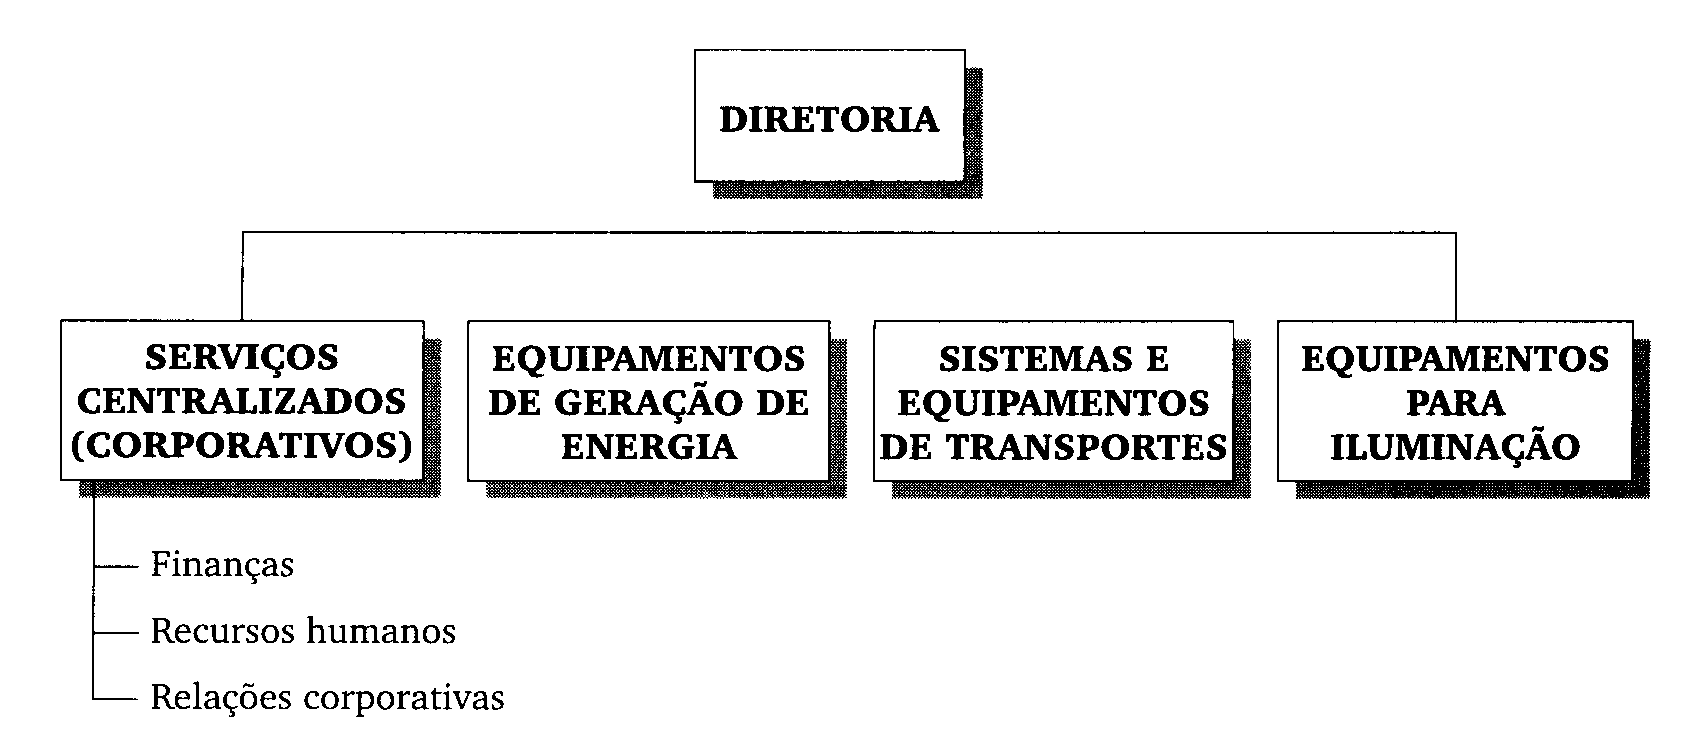 DIRETORIA
SERVIÇOS
CENTRALIZADOS
(CORPORATIVOS)
EQUIPAMENTOS
DE GERAÇÃO DE
ENERGIA
SISTEMAS E
EQUIPAMENTOS
DE TRANSPORTES
EQUIPAMENTOS
PARA
ILUMINAÇÃO
Finanças
Recursos humanos
Relações corporativas